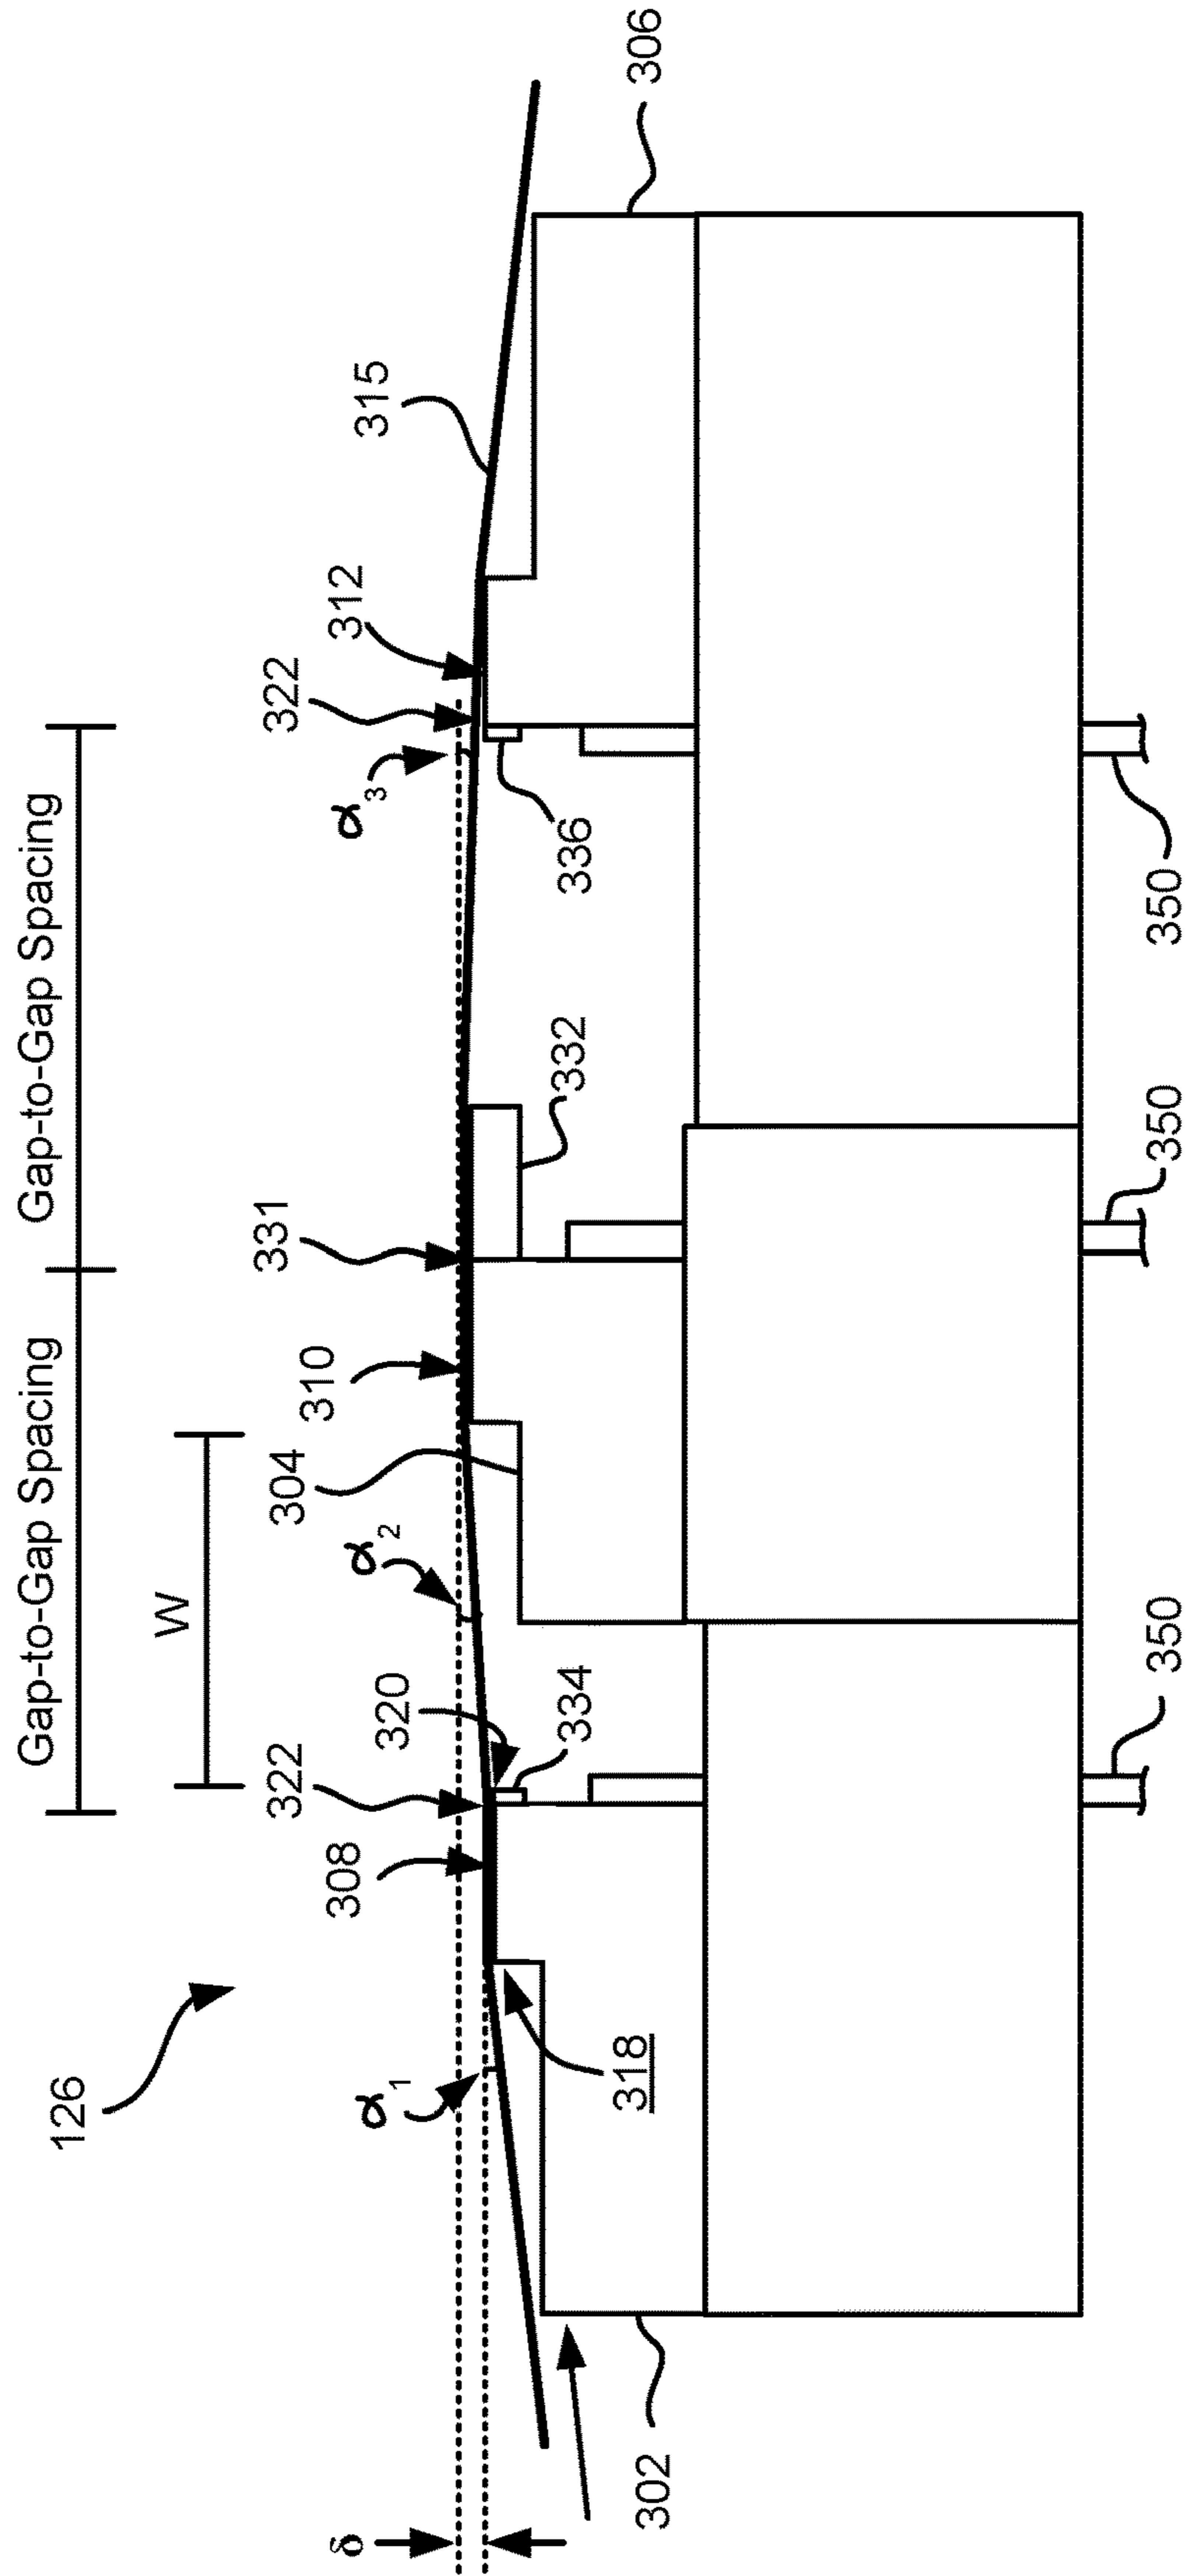 Gap-to-Gap Spacing
Gap-to-Gap Spacing
W
126
δ
α1
308
322
320
334
α2
304
310
331
332
α3
322
312
336
315
306
318
302
350
350
350